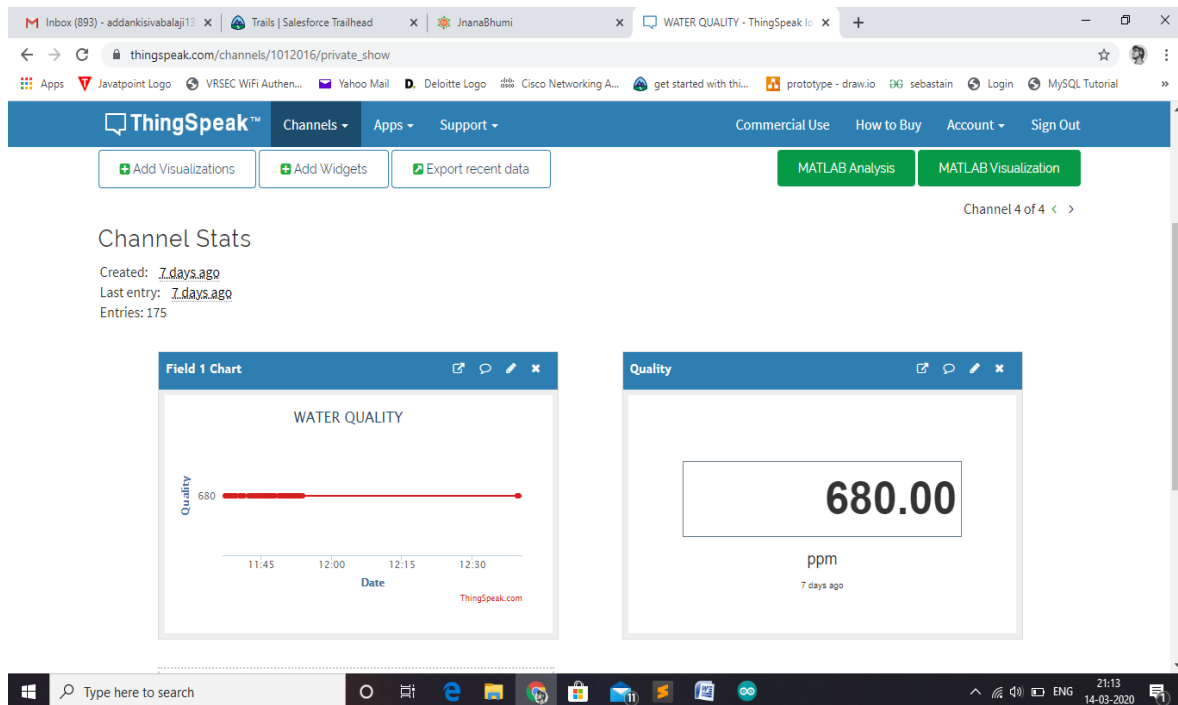 Inbox (893) - addankisivabalaji13 Trails | Salesforce Trailhead JnanaBhumi WATER QUALITY - ThingSpeak Io
thingspeak.com/channels/1012016/private_show
Apps Javatpoint Logo VRSEC WiFi Authen... Yahoo Mail D. Deloitte Logo Cisco Networking A... get started with thi... prototype - draw.io GG sebastain Login MySQL Tutorial »
ThingSpeak™ Channels Apps Support Commercial Use How to Buy Account Sign Out
Add Visualizations Add Widgets Export recent data MATLAB Analysis MATLAB Visualization
Channel 4 of 4 < >
Channel Stats
Created: 7 days ago
Last entry: 7 days ago
Entries: 175
Field 1 Chart Quality
WATER QUALITY
Quality
680
11:45 12:00 12:15 12:30
Date
ThingSpeak.com
680.00
ppm
7 days ago
Type here to search
11
ENG
21:13
14-03-2020
1